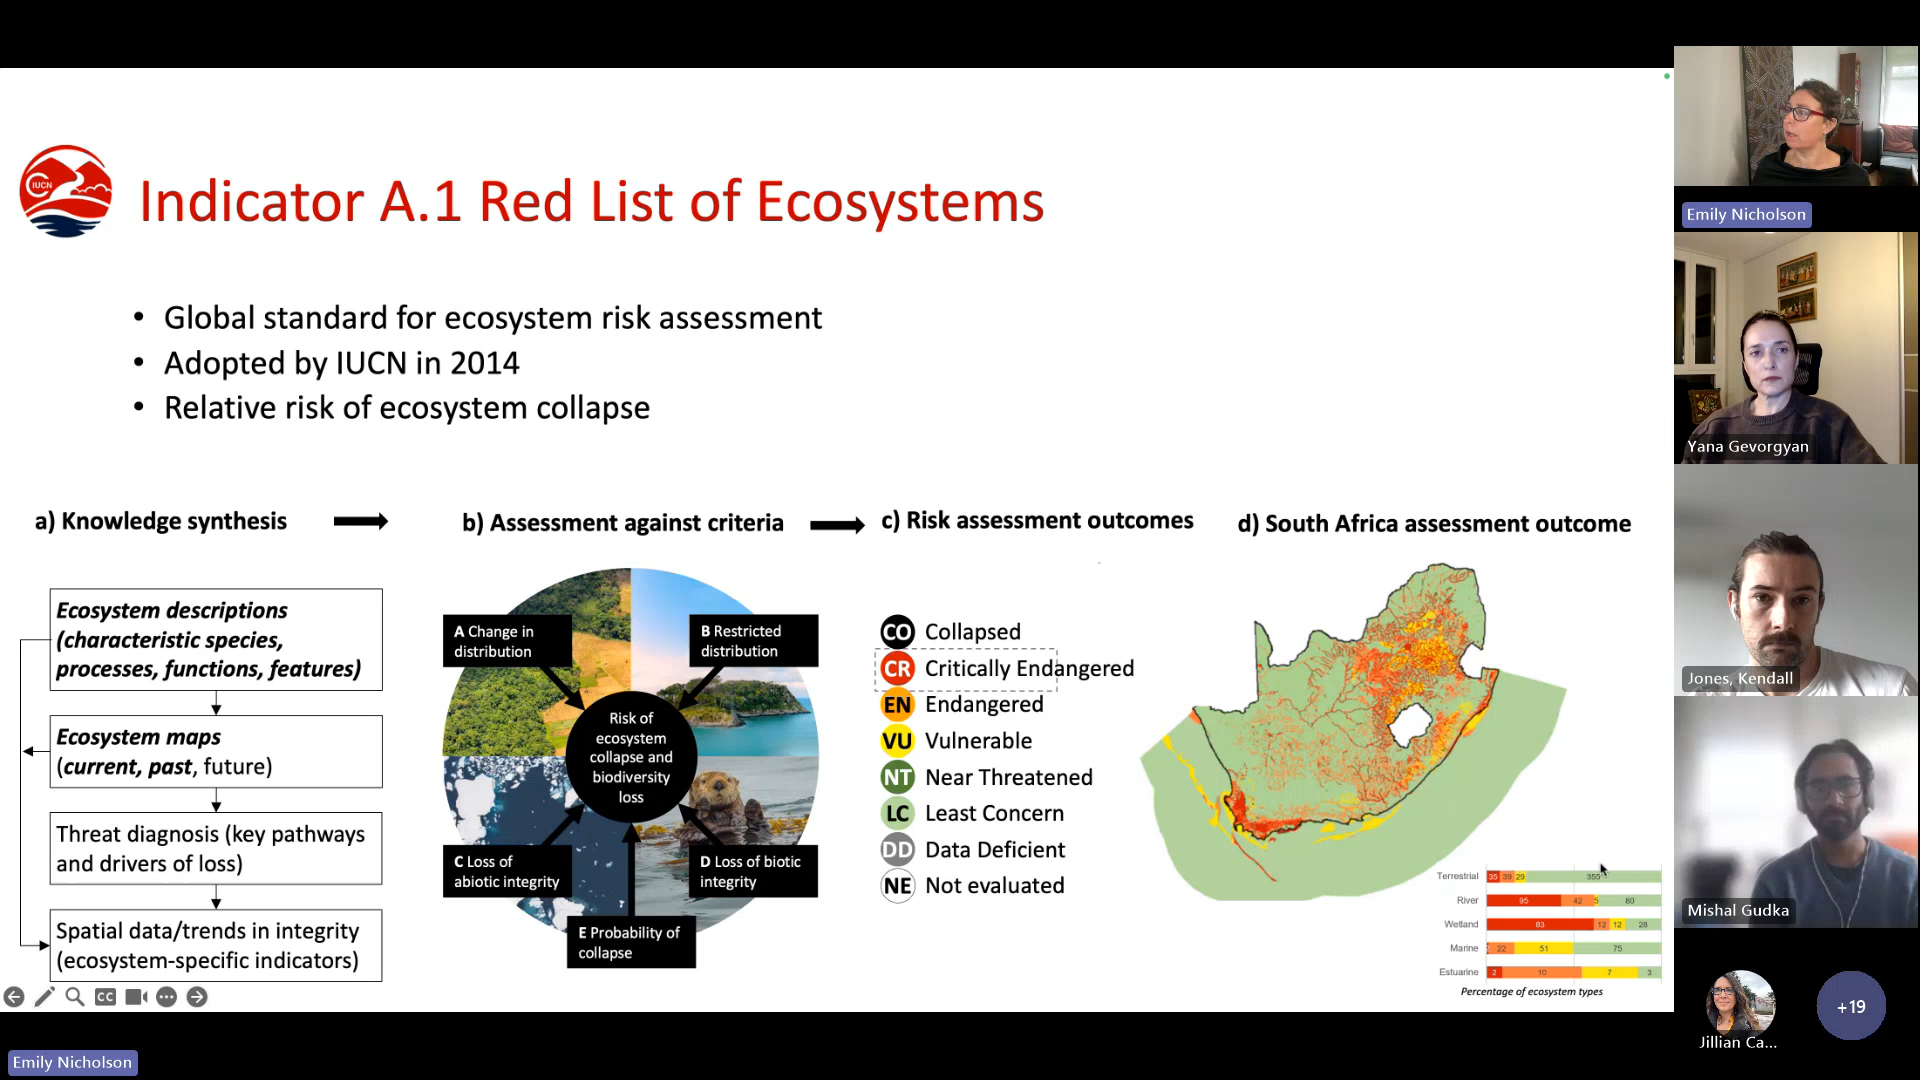 IUCN
Indicator A.1 Red List of Ecosystems
• Global standard for ecosystem risk assessment
• Adopted by IUCN in 2014
• Relative risk of ecosystem collapse
a) Knowledge synthesis
Ecosystem descriptions
(characteristic species,
processes, functions, features)
Ecosystem maps
(current, past, future)
Threat diagnosis (key pathways
and drivers of loss)
Spatial data/trends in integrity
(ecosystem-specific indicators)
b) Assessment against criteria
A Change in
distribution
B Restricted
distribution
Risk of
ecosystem
collapse and
biodiversity
loss
C Loss of
abiotic integrity
D Loss of biotic
integrity
E Probability of
collapse
c) Risk assessment outcomes
CO Collapsed
CR Critically Endangered
EN Endangered
VU Vulnerable
NT Near Threatened
LC Least Concern
DD Data Deficient
NE Not evaluated
d) South Africa assessment outcome
Terrestrial 35 39 29 355
River 95 42 5 80
Wetland 83 12 12 28
Marine 22 51 75
Estuarine 2 10 7 3
Percentage of ecosystem types
CC
Emily Nicholson
Emily Nicholson
Yana Gevorgyan
Jones, Kendall
Mishal Gudka
Jillian Ca...
+19